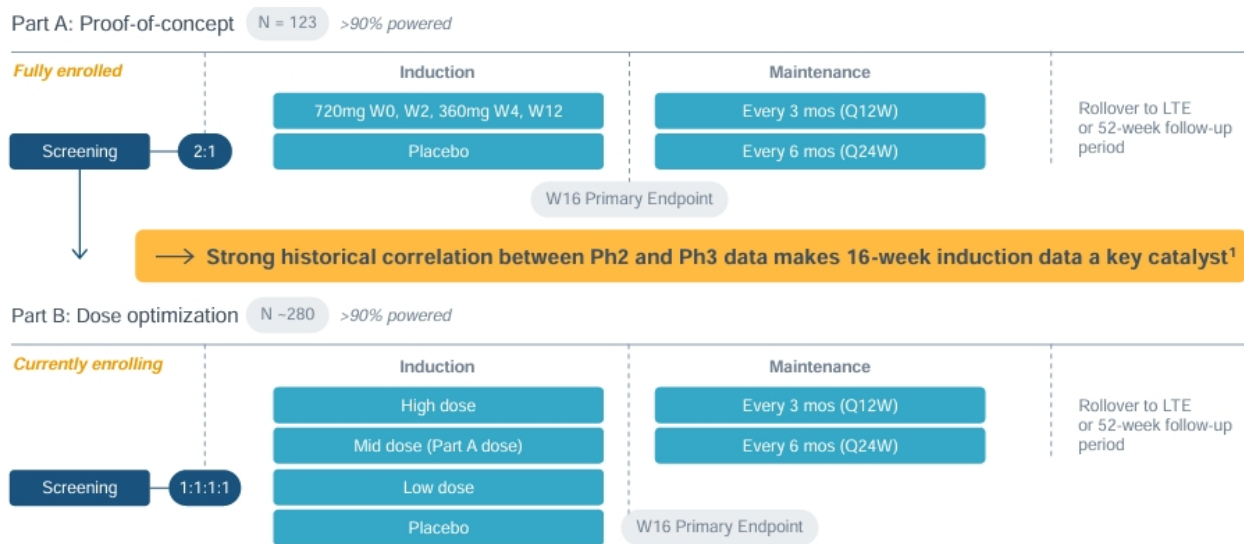 Part A: Proof-of-concept N = 123 >90% powered
Fully enrolled
Induction
Maintenance
720mg W0, W2, 360mg W4, W12
Every 3 mos (Q12W)
Rollover to LTE
or 52-week follow-up
period
Screening
2:1
Placebo
Every 6 mos (Q24W)
W16 Primary Endpoint
→ Strong historical correlation between Ph2 and Ph3 data makes 16-week induction data a key catalyst¹
Part B: Dose optimization N ~280 >90% powered
Currently enrolling
Induction
Maintenance
High dose
Every 3 mos (Q12W)
Rollover to LTE
or 52-week follow-up
period
Mid dose (Part A dose)
Every 6 mos (Q24W)
Screening
1:1:1:1
Low dose
Placebo
W16 Primary Endpoint